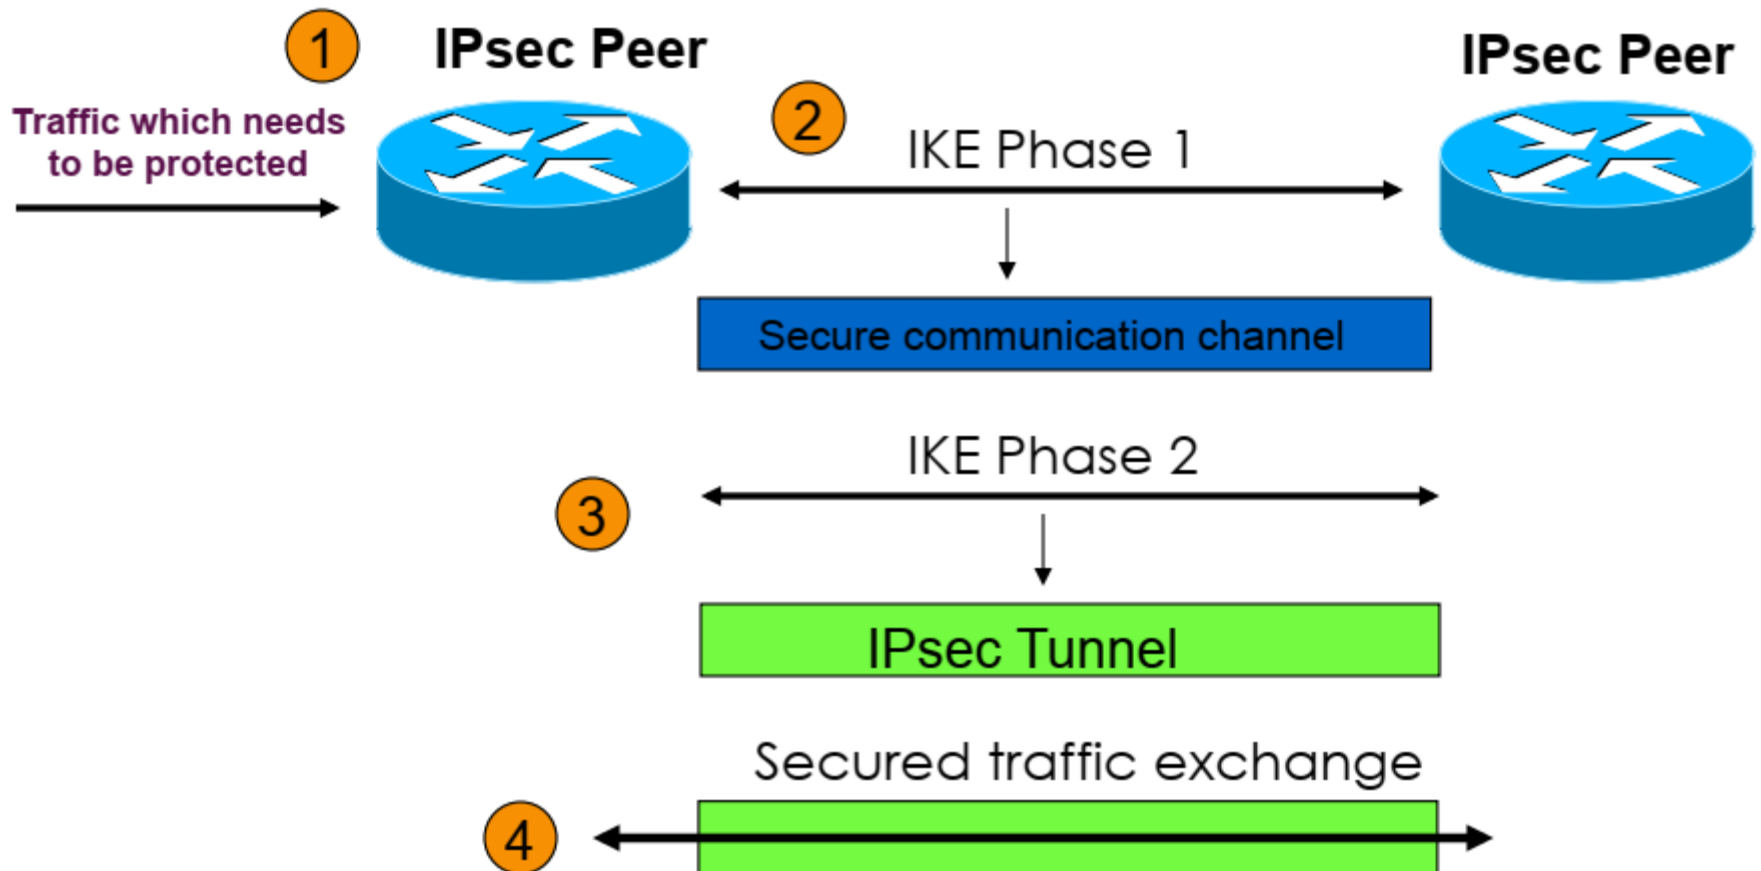 1
IPsec Peer
IPsec Peer
Traffic which needs
to be protected
2
IKE Phase 1
Secure communication channel
IKE Phase 2
3
IPsec Tunnel
Secured traffic exchange
4